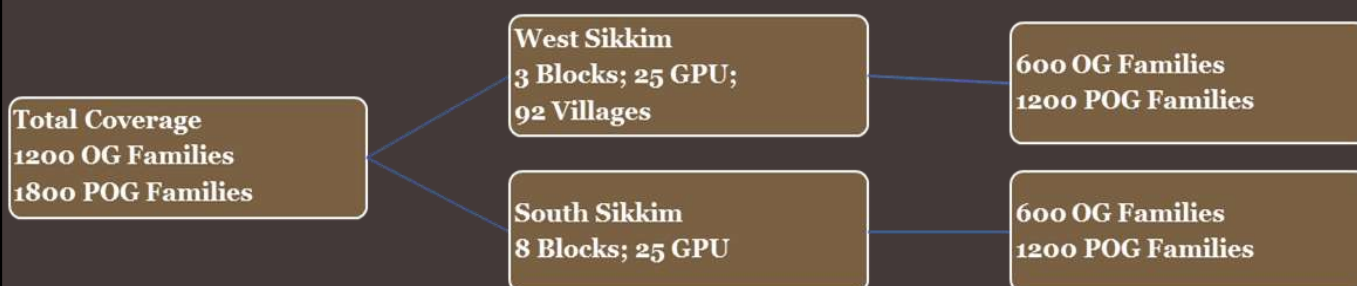 Total Coverage
1200 OG Families
1800 POG Families
West Sikkim
3 Blocks; 25 GPU;
92 Villages
600 OG Families
1200 POG Families
South Sikkim
8 Blocks; 25 GPU
600 OG Families
1200 POG Families